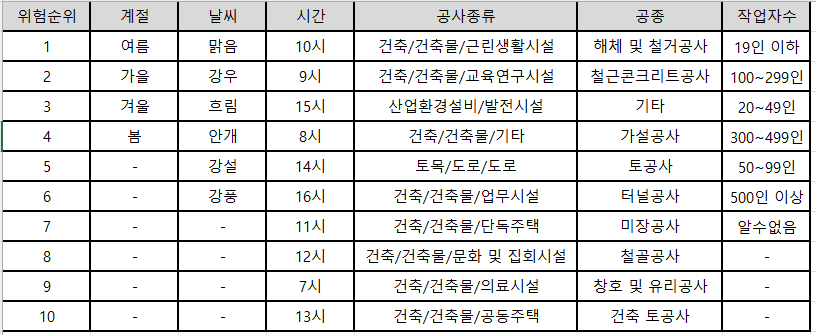 위험순위 계절 날씨 시간 공사종류 공종 작업자수
1 여름 맑음 10시 건축/건축물/근린생활시설 해체 및 철거공사 19인 이하
2 가을 강우 9시 건축/건축물/교육연구시설 철근콘크리트공사 100~299인
3 겨울 흐림 15시 산업환경설비/발전시설 기타 20~49인
4 봄 안개 8시 건축/건축물/기타 가설공사 300~499인
5 - 강설 14시 토목/도로/도로 토공사 50~99인
6 - 강풍 16시 건축/건축물/업무시설 터널공사 500인 이상
7 - - 11시 건축/건축물/단독주택 미장공사 알수없음
8 - - 12시 건축/건축물/문화 및 집회시설 철골공사 -
9 - - 7시 건축/건축물/의료시설 창호 및 유리공사 -
10 - - 13시 건축/건축물/공동주택 건축 토공사 -